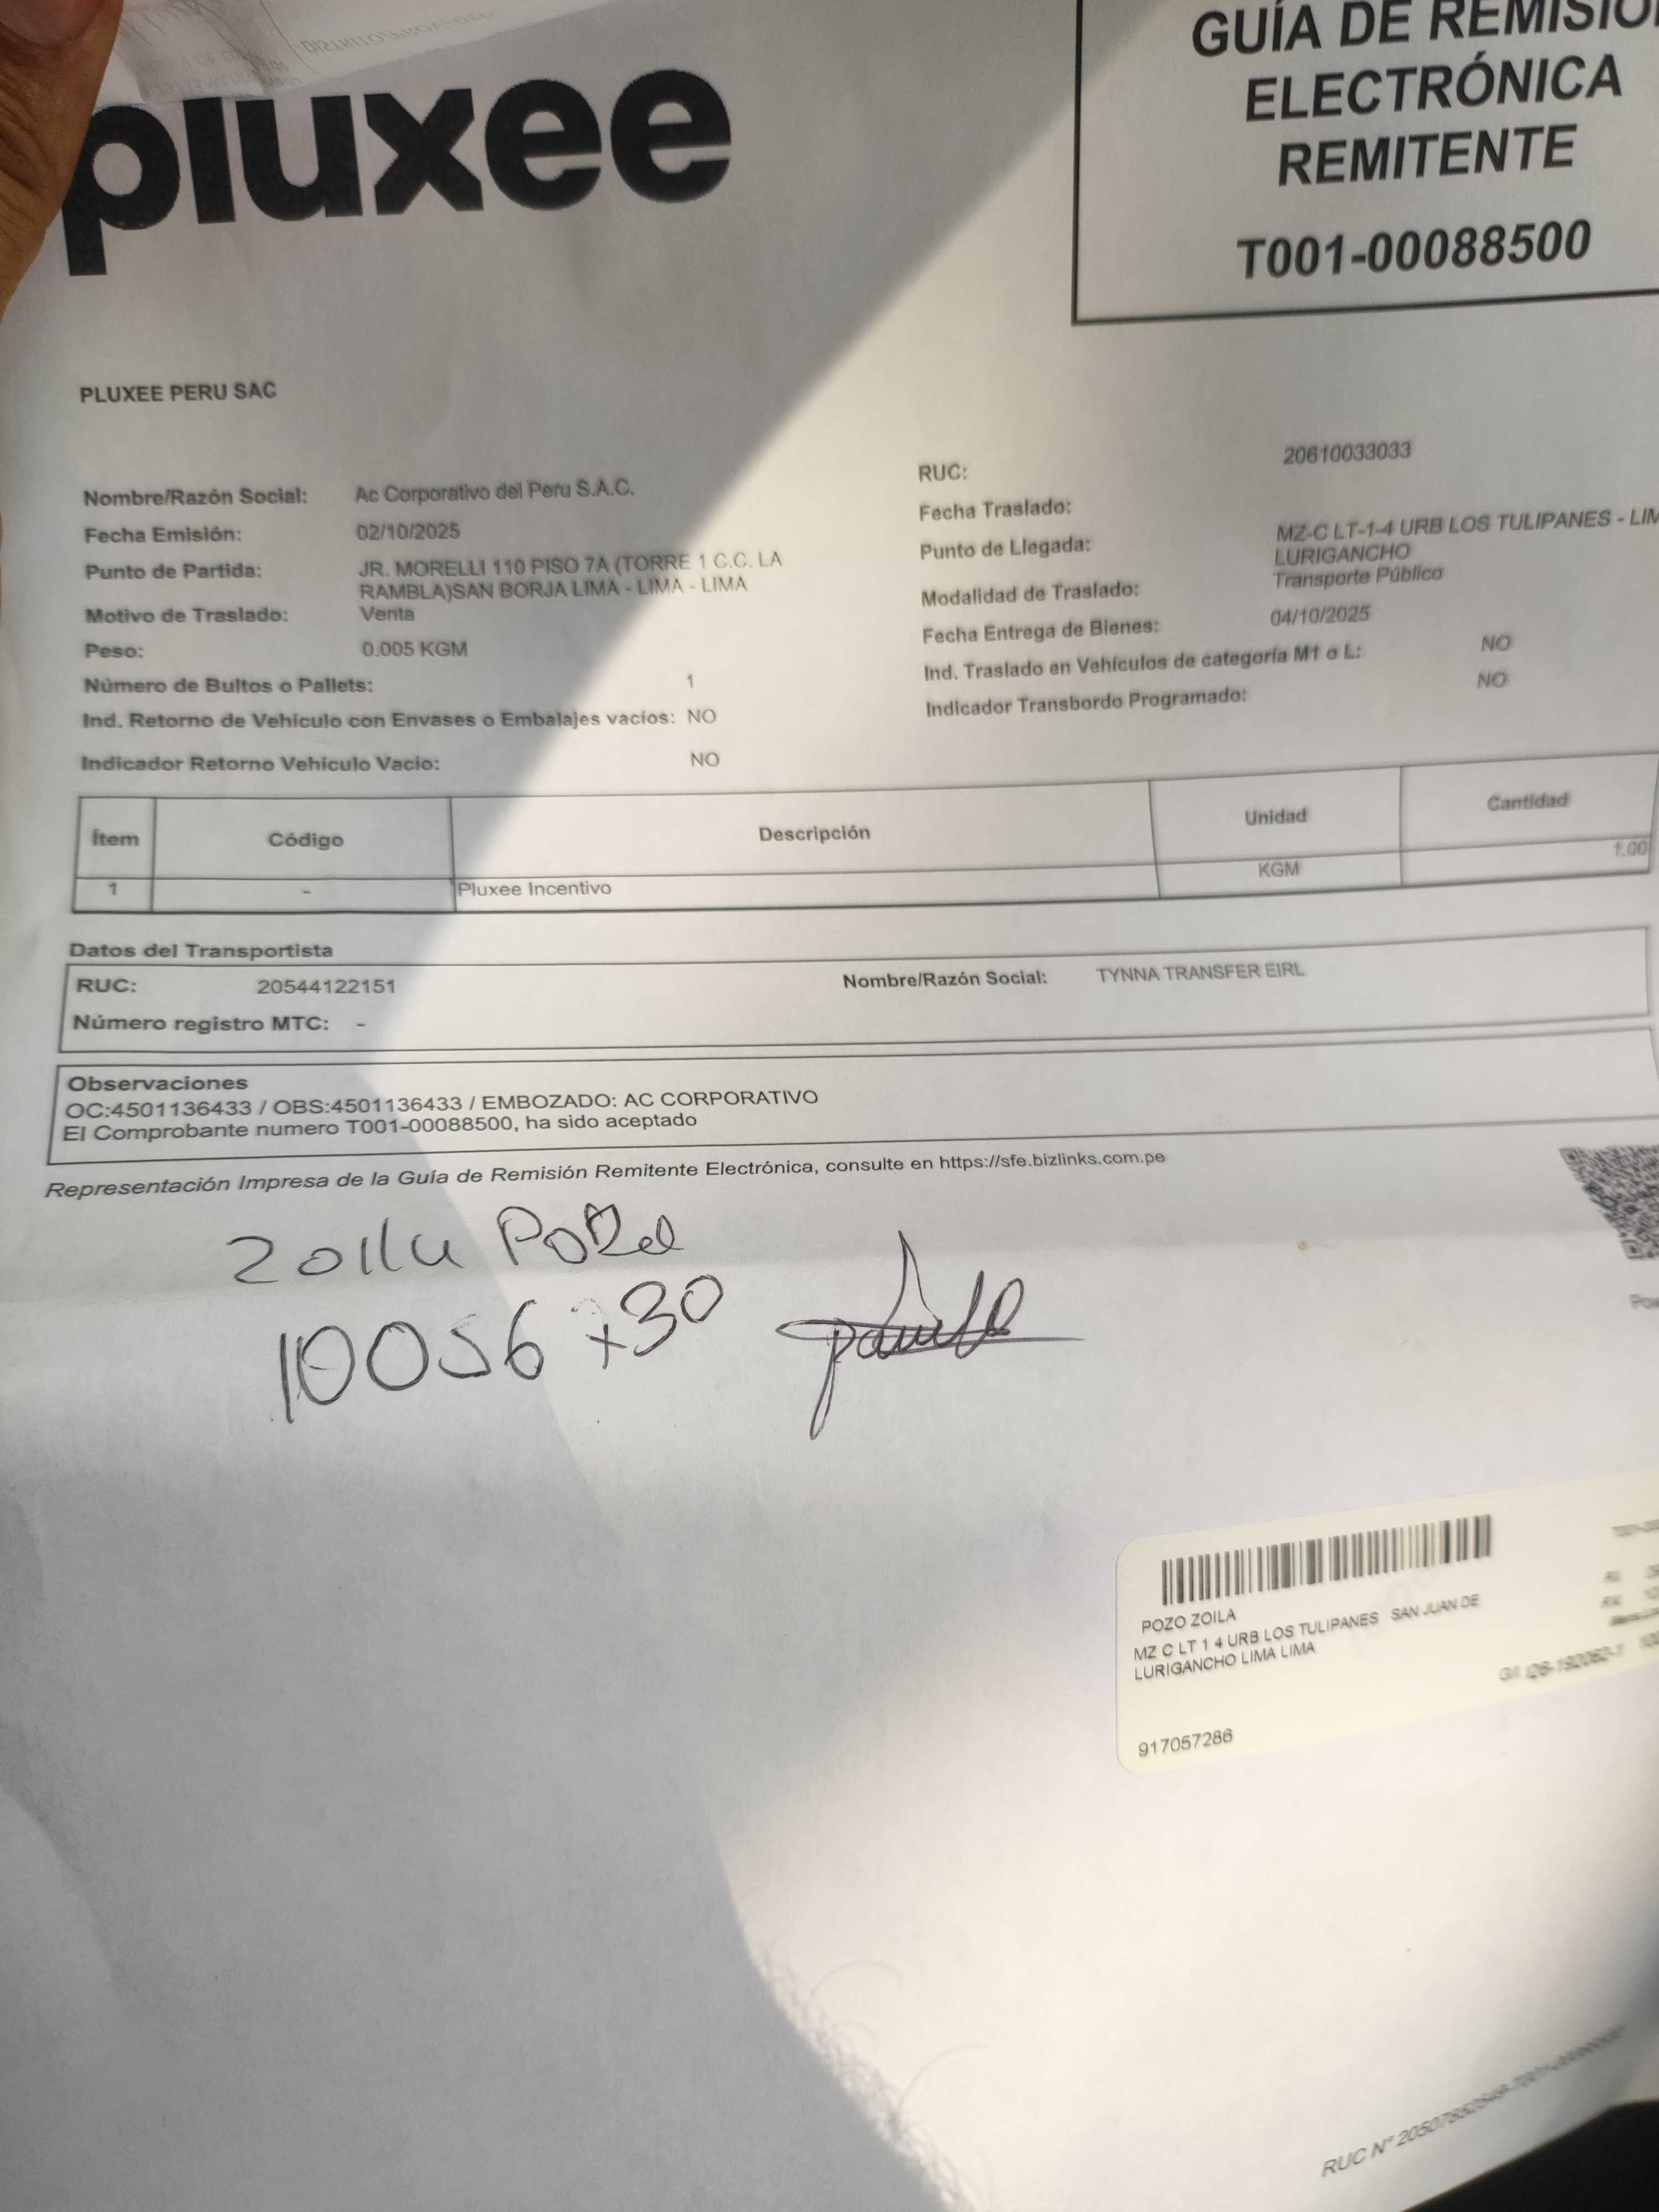 pluxee
GUÍA DE REMISIÓ
ELECTRÓNICA
REMITENTE
T001-00088500
PLUXEE PERU SAC
Nombre/Razón Social: Ac Corporativo del Peru S.A.C.
Fecha Emisión: 02/10/2025
Punto de Partida: JR. MORELLI 110 PISO 7A (TORRE 1 C.C. LA
RAMBLA)SAN BORJA LIMA - LIMA - LIMA
Motivo de Traslado: Venta
Peso: 0.005 KGM
Número de Bultos o Pallets: 1
Ind. Retorno de Vehículo con Envases o Embalajes vacíos: NO
Indicador Retorno Vehículo Vacío: NO
RUC: 20610033033
Fecha Traslado:
Punto de Llegada: MZ-C LT-1-4 URB LOS TULIPANES - LIM
LURIGANCHO
Modalidad de Traslado: Transporte Público
Fecha Entrega de Bienes: 04/10/2025
Ind. Traslado en Vehículos de categoría M1 o L: NO
Indicador Transbordo Programado: NO
Ítem Código Descripción Unidad Cantidad
1 - Pluxee Incentivo KGM 1.00
Datos del Transportista
RUC: 20544122151 Nombre/Razón Social: TYNNA TRANSFER EIRL
Número registro MTC: -
Observaciones
OC:4501136433 / OBS:4501136433 / EMBOZADO: AC CORPORATIVO
El Comprobante numero T001-00088500, ha sido aceptado
Representación Impresa de la Guía de Remisión Remitente Electrónica, consulte en https://sfe.bizlinks.com.pe
Zoila Pozo
10056 x30
POZO ZOILA
MZ C LT 1 4 URB LOS TULIPANES SAN JUAN DE
LURIGANCHO LIMA LIMA
917057286
RUC N°